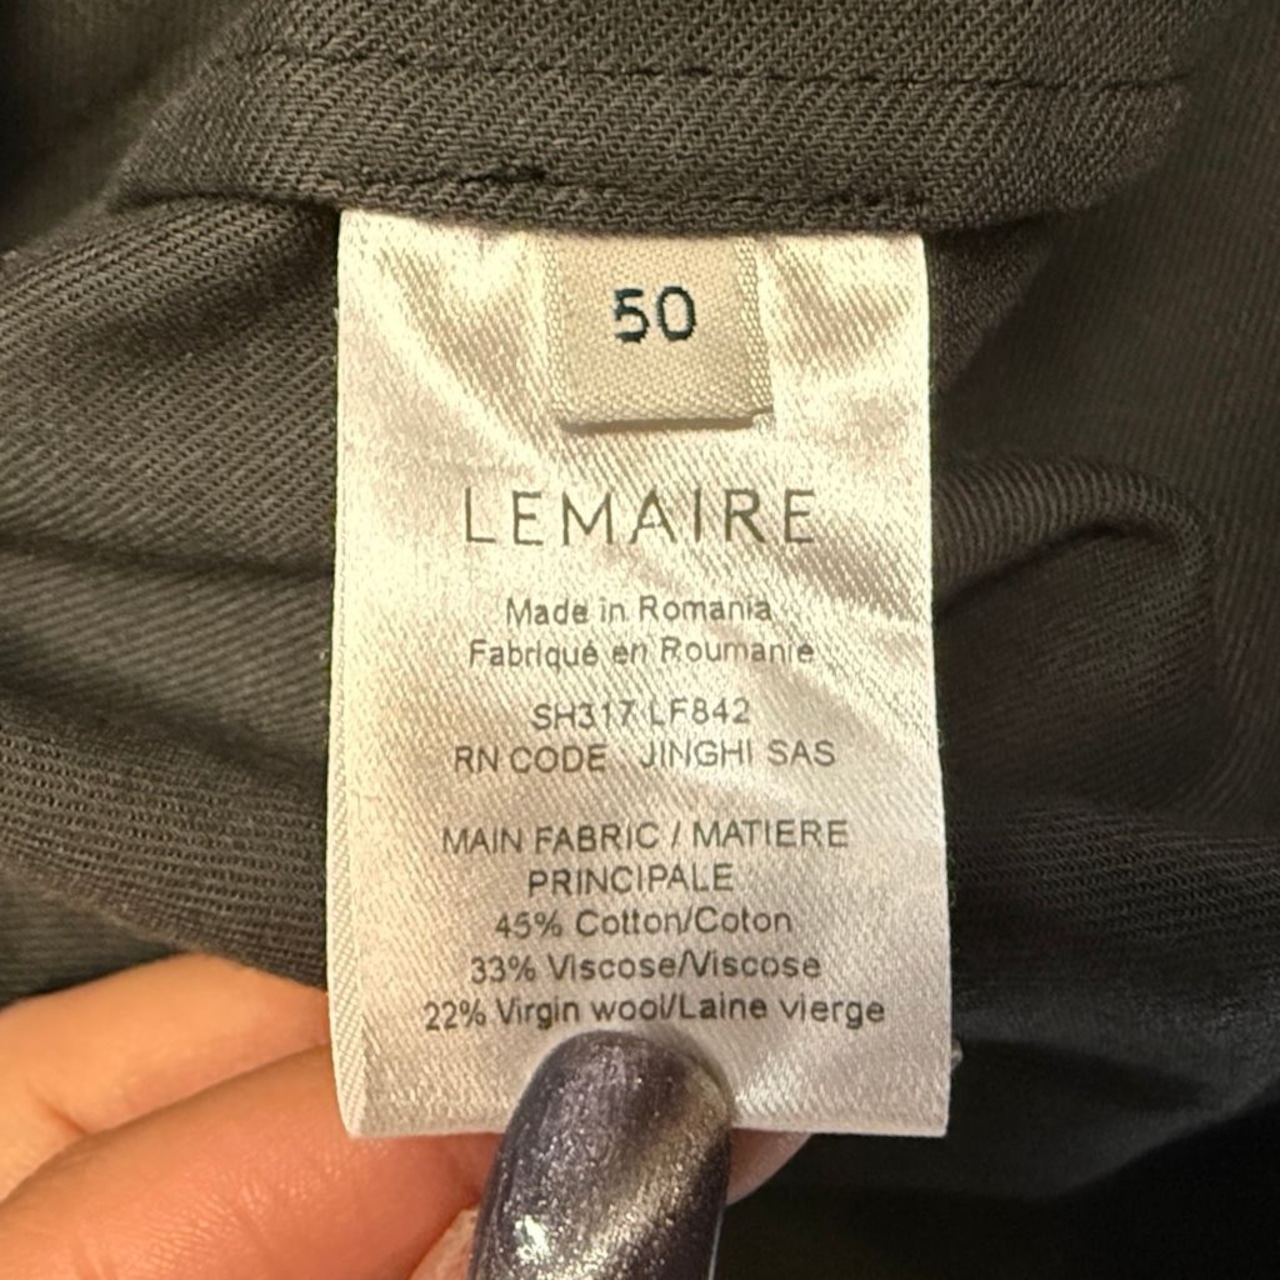 50
LEMAIRE
Made in Romania
Fabriqué en Roumanie
SH317 LF842
RN CODE JINGHI SAS
MAIN FABRIC / MATIERE
PRINCIPALE
45% Cotton/Coton
33% Viscose/Viscose
22% Virgin wool/Laine vierge